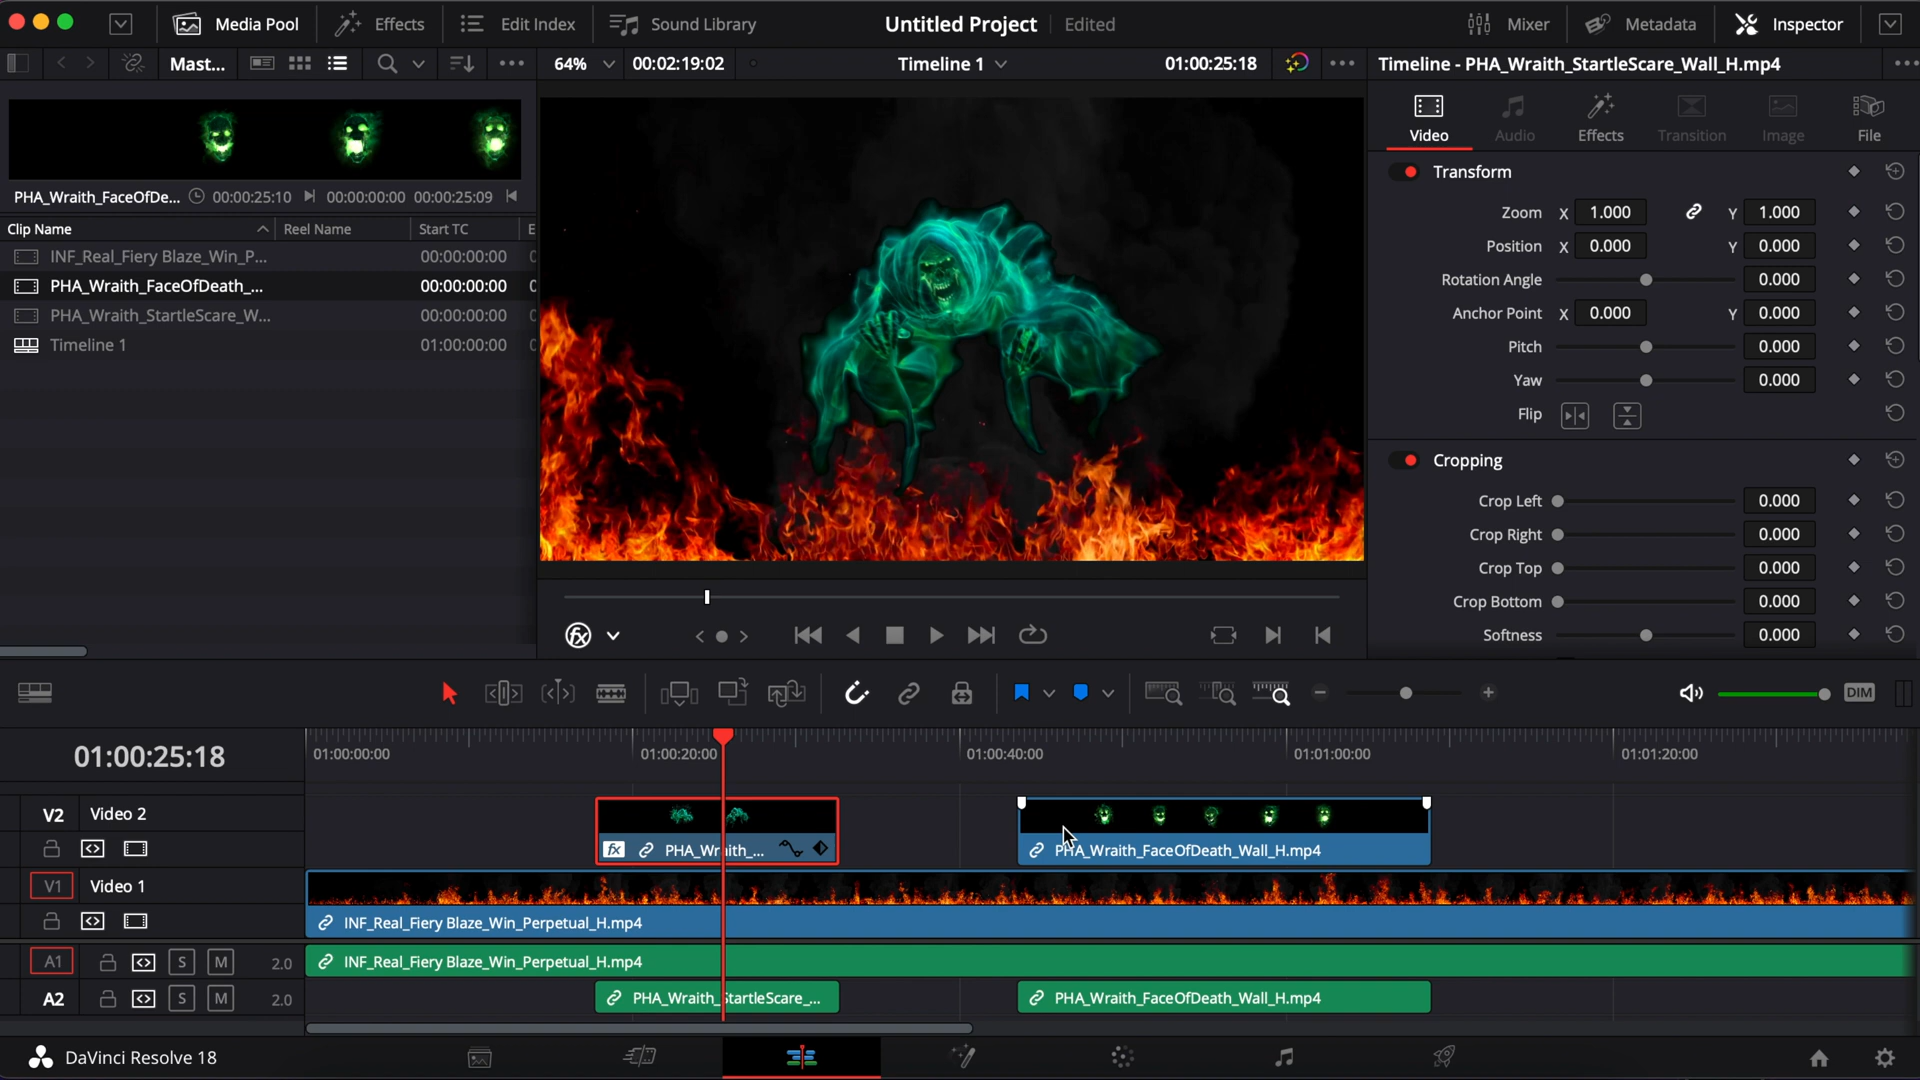 Media Pool
Effects
Edit Index
Sound Library
Untitled Project
Edited
Mixer
Metadata
Inspector
Mast...
64%
00:02:19:02
Timeline 1
01:00:25:18
Timeline - PHA_Wraith_StartleScare_Wall_H.mp4
Video
Audio
Effects
Transition
Image
File
PHA_Wraith_FaceOfDe...
00:00:25:10
00:00:00:00
00:00:25:09
Clip Name
Reel Name
Start TC
E
INF_Real_Fiery Blaze_Win_P...
00:00:00:00
PHA_Wraith_FaceOfDeath_...
00:00:00:00
PHA_Wraith_StartleScare_W...
00:00:00:00
Timeline 1
01:00:00:00
Transform
Zoom X 1.000 Y 1.000
Position X 0.000 Y 0.000
Rotation Angle 0.000
Anchor Point X 0.000 Y 0.000
Pitch 0.000
Yaw 0.000
Flip
Cropping
Crop Left 0.000
Crop Right 0.000
Crop Top 0.000
Crop Bottom 0.000
Softness 0.000
fx
DIM
01:00:25:18
01:00:00:00
01:00:20:00
01:00:40:00
01:01:00:00
01:01:20:00
V2 Video 2
fx PHA_Wraith_...
PHA_Wraith_FaceOfDeath_Wall_H.mp4
V1 Video 1
INF_Real_Fiery Blaze_Win_Perpetual_H.mp4
A1 S M 2.0
INF_Real_Fiery Blaze_Win_Perpetual_H.mp4
A2 S M 2.0
PHA_Wraith_StartleScare_...
PHA_Wraith_FaceOfDeath_Wall_H.mp4
DaVinci Resolve 18